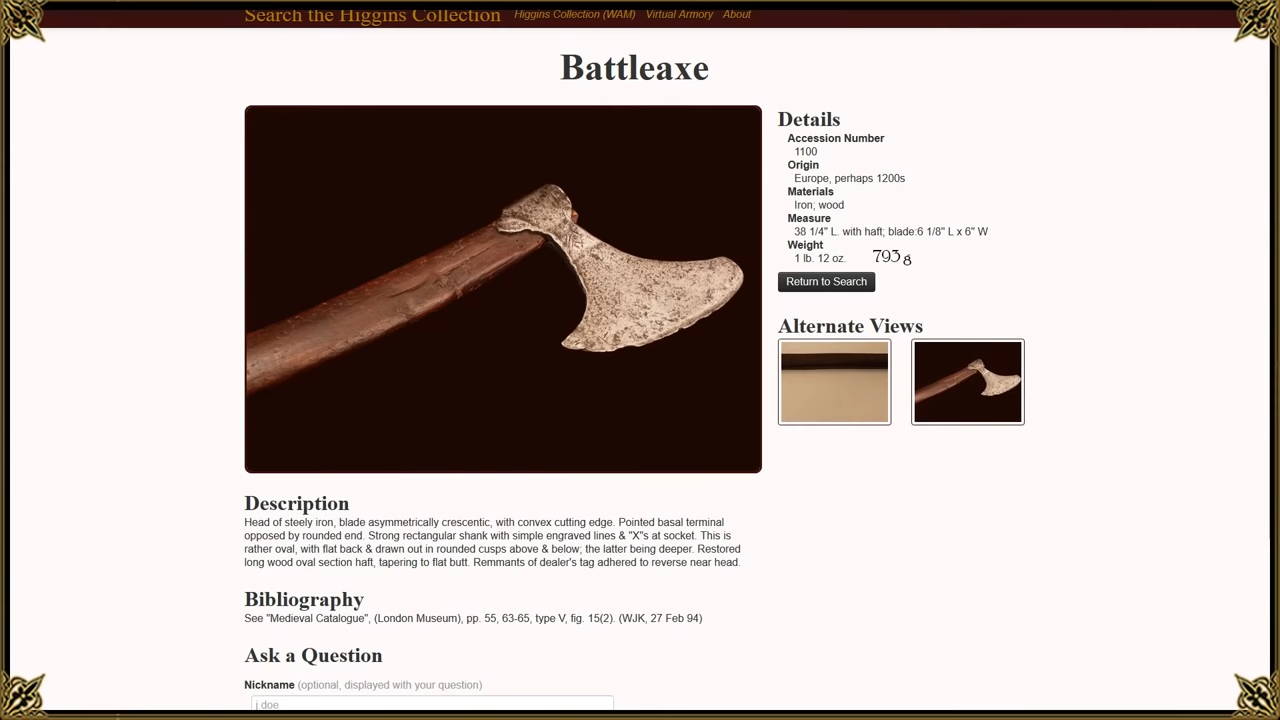 Search the Higgins Collection Higgins Collection (WAM) Virtual Armory About
Battleaxe
Details
Accession Number
1100
Origin
Europe, perhaps 1200s
Materials
Iron; wood
Measure
38 1/4" L. with haft; blade:6 1/8" L x 6" W
Weight
1 lb. 12 oz. 793 g
Return to Search
Alternate Views
Description
Head of steely iron, blade asymmetrically crescentic, with convex cutting edge. Pointed basal terminal
opposed by rounded end. Strong rectangular shank with simple engraved lines & "X"s at socket. This is
rather oval, with flat back & drawn out in rounded cusps above & below; the latter being deeper. Restored
long wood oval section haft, tapering to flat butt. Remnants of dealer's tag adhered to reverse near head.
Bibliography
See "Medieval Catalogue", (London Museum), pp. 55, 63-65, type V, fig. 15(2). (WJK, 27 Feb 94)
Ask a Question
Nickname (optional, displayed with your question)
j doe